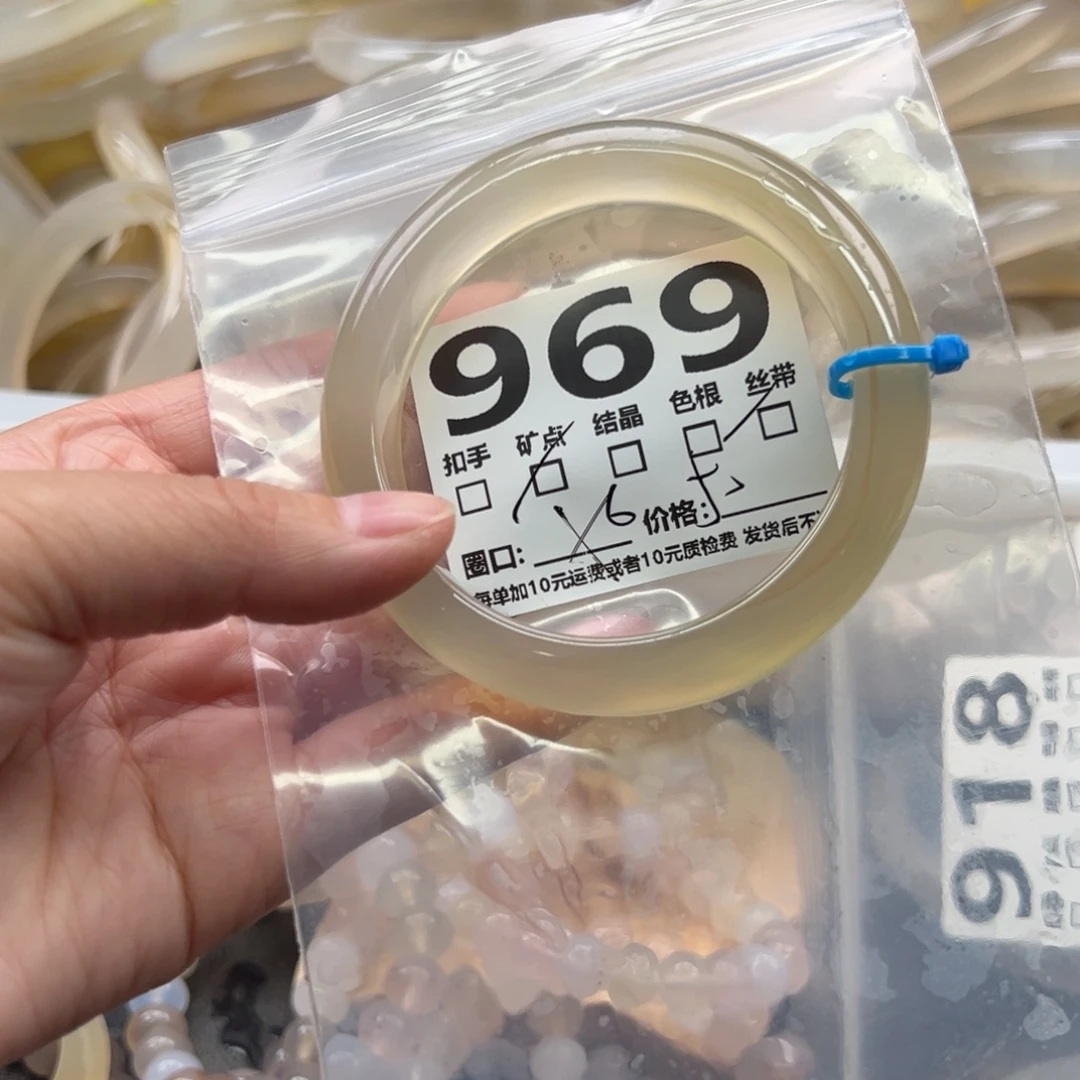 969
扣手 矿点 结晶 色根 丝带
圈口: 价格:
每单加10元运费或者10元质检费 发货后不
918